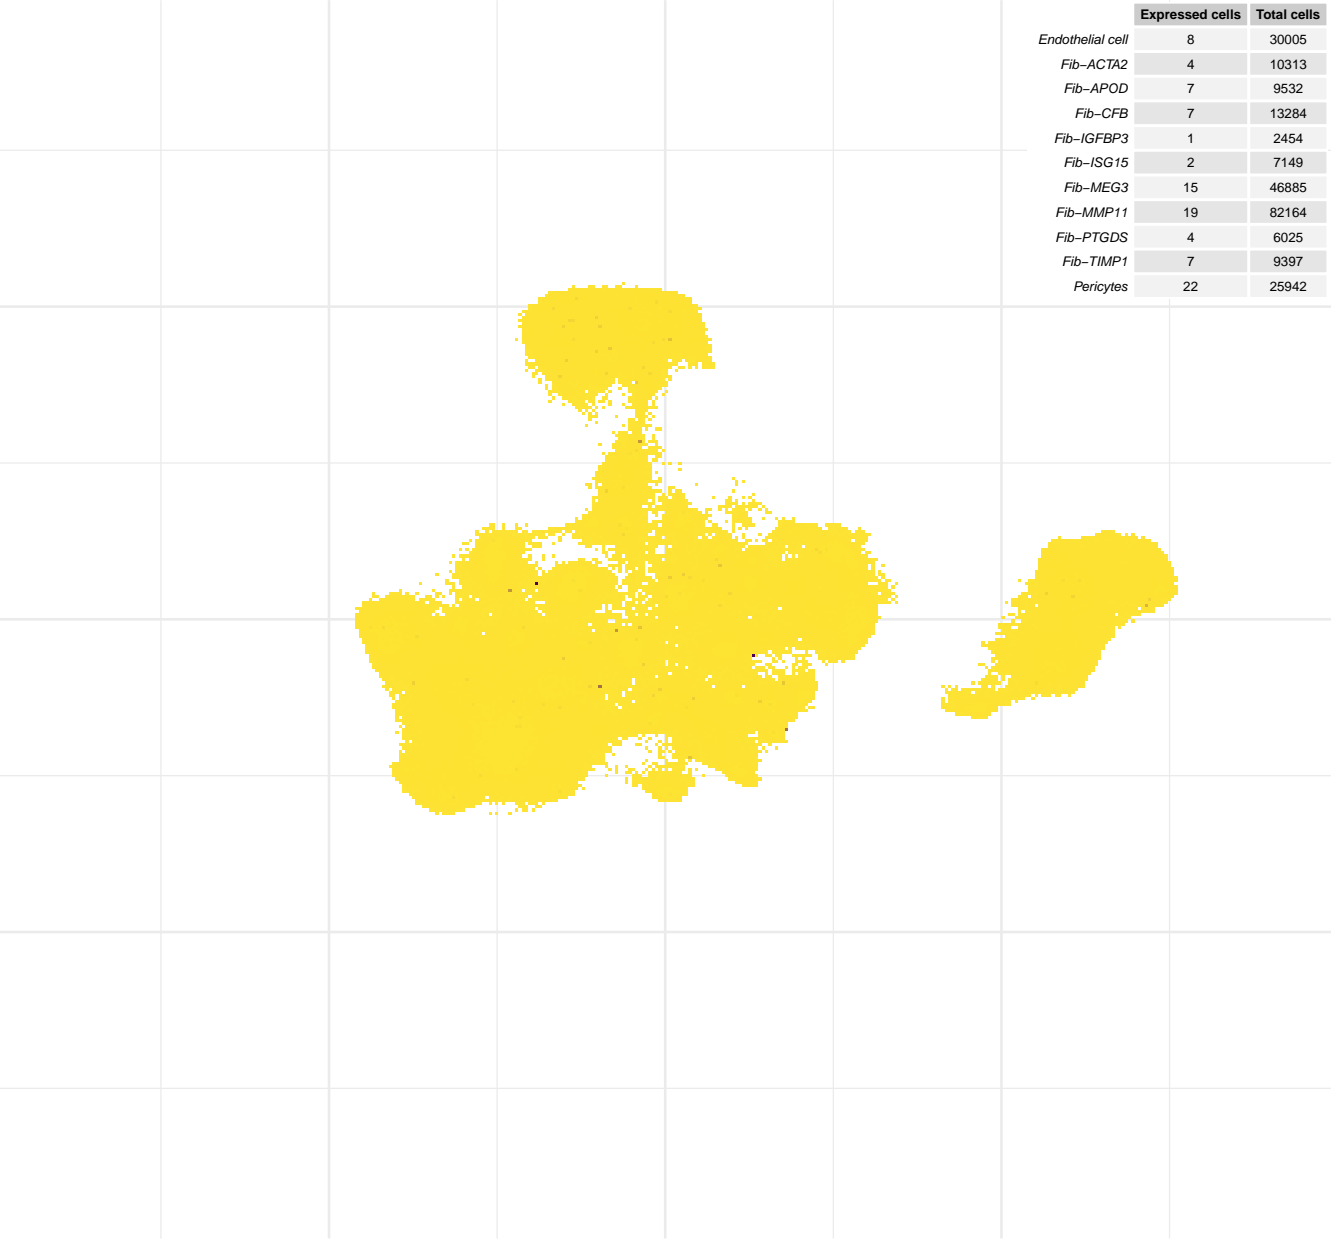 Expressed cells Total cells
Endothelial cell 8 30005
Fib−ACTA2 4 10313
Fib−APOD 7 9532
Fib−CFB 7 13284
Fib−IGFBP3 1 2454
Fib−ISG15 2 7149
Fib−MEG3 15 46885
Fib−MMP11 19 82164
Fib−PTGDS 4 6025
Fib−TIMP1 7 9397
Pericytes 22 25942